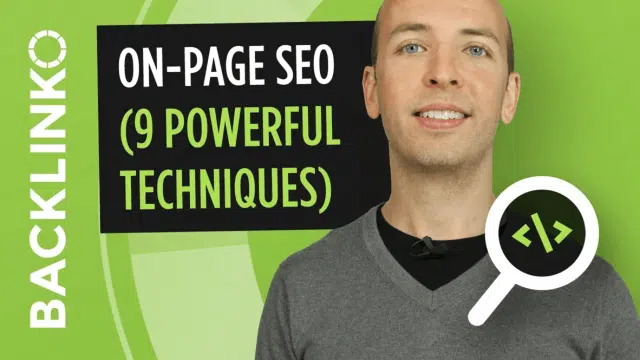 BACKLINKO
ON-PAGE SEO
(9 POWERFUL
TECHNIQUES)
</>